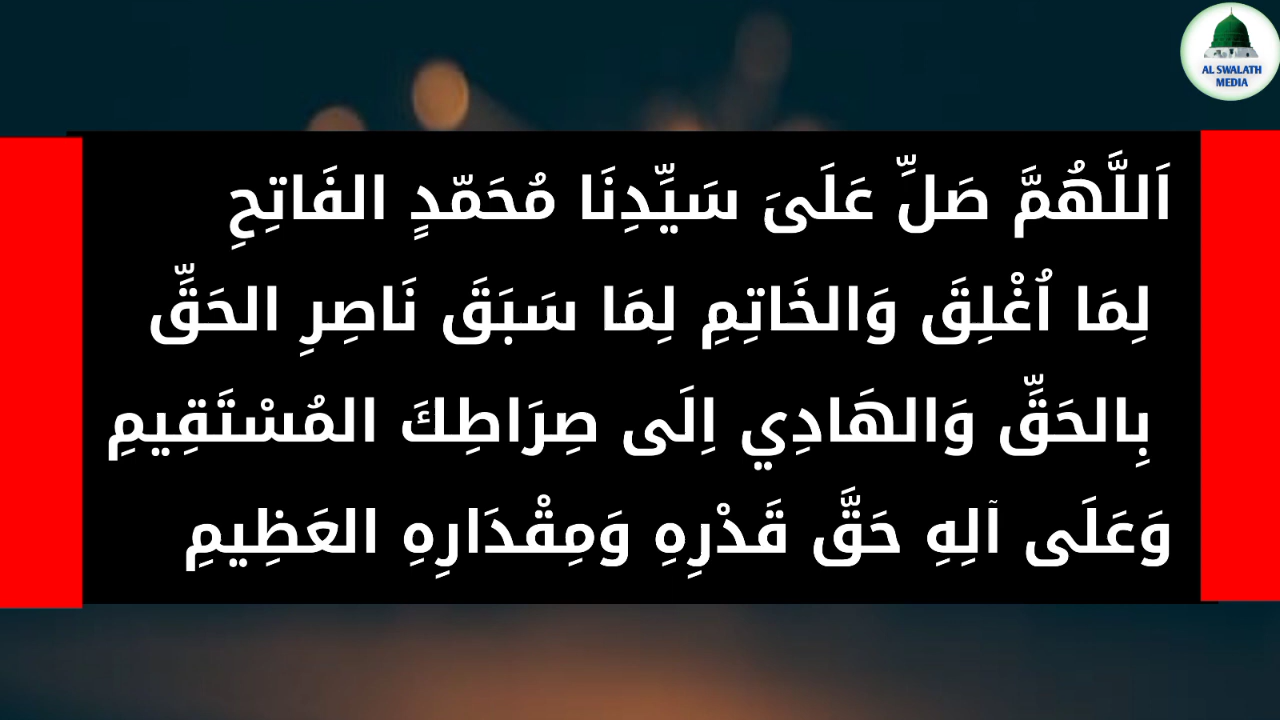 AL SWALATH
MEDIA
اَللَّهُمَّ صَلِّ عَلَىَ سَيِّدِنَا مُحَمّدٍ الفَاتِحِ
لِمَا اُغْلِقَ وَالخَاتِمِ لِمَا سَبَقَ نَاصِرِ الحَقِّ
بِالحَقِّ وَالهَادِي اِلَى صِرَاطِكَ المُسْتَقِيمِ
وَعَلَى آلِهِ حَقَّ قَدْرِهِ وَمِقْدَارِهِ العَظِيمِ